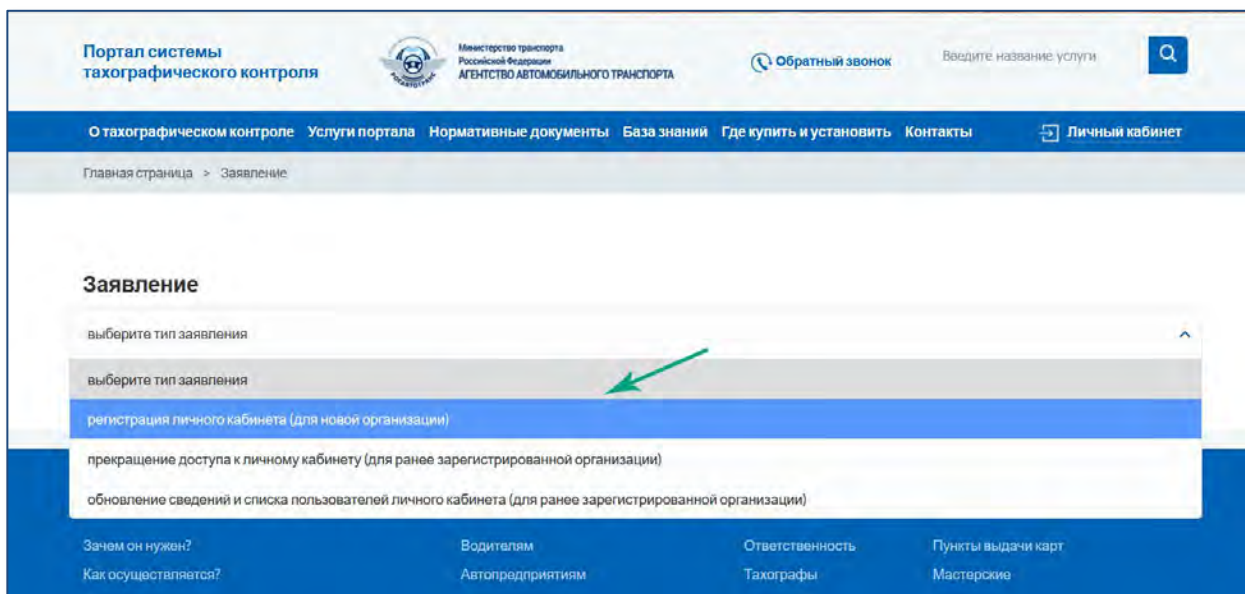 Портал системы
тахографического контроля
Министерство транспорта
Российской Федерации
АГЕНТСТВО АВТОМОБИЛЬНОГО ТРАНСПОРТА
РОСАВТОТРАНС
Обратный звонок
Введите название услуги
О тахографическом контроле Услуги портала Нормативные документы База знаний Где купить и установить Контакты Личный кабинет
Главная страница > Заявление
Заявление
выберите тип заявления
выберите тип заявления
регистрация личного кабинета (для новой организации)
прекращение доступа к личному кабинету (для ранее зарегистрированной организации)
обновление сведений и списка пользователей личного кабинета (для ранее зарегистрированной организации)
Зачем он нужен? Водителям Ответственность Пункты выдачи карт
Как осуществляется? Автопредприятиям Тахографы Мастерские